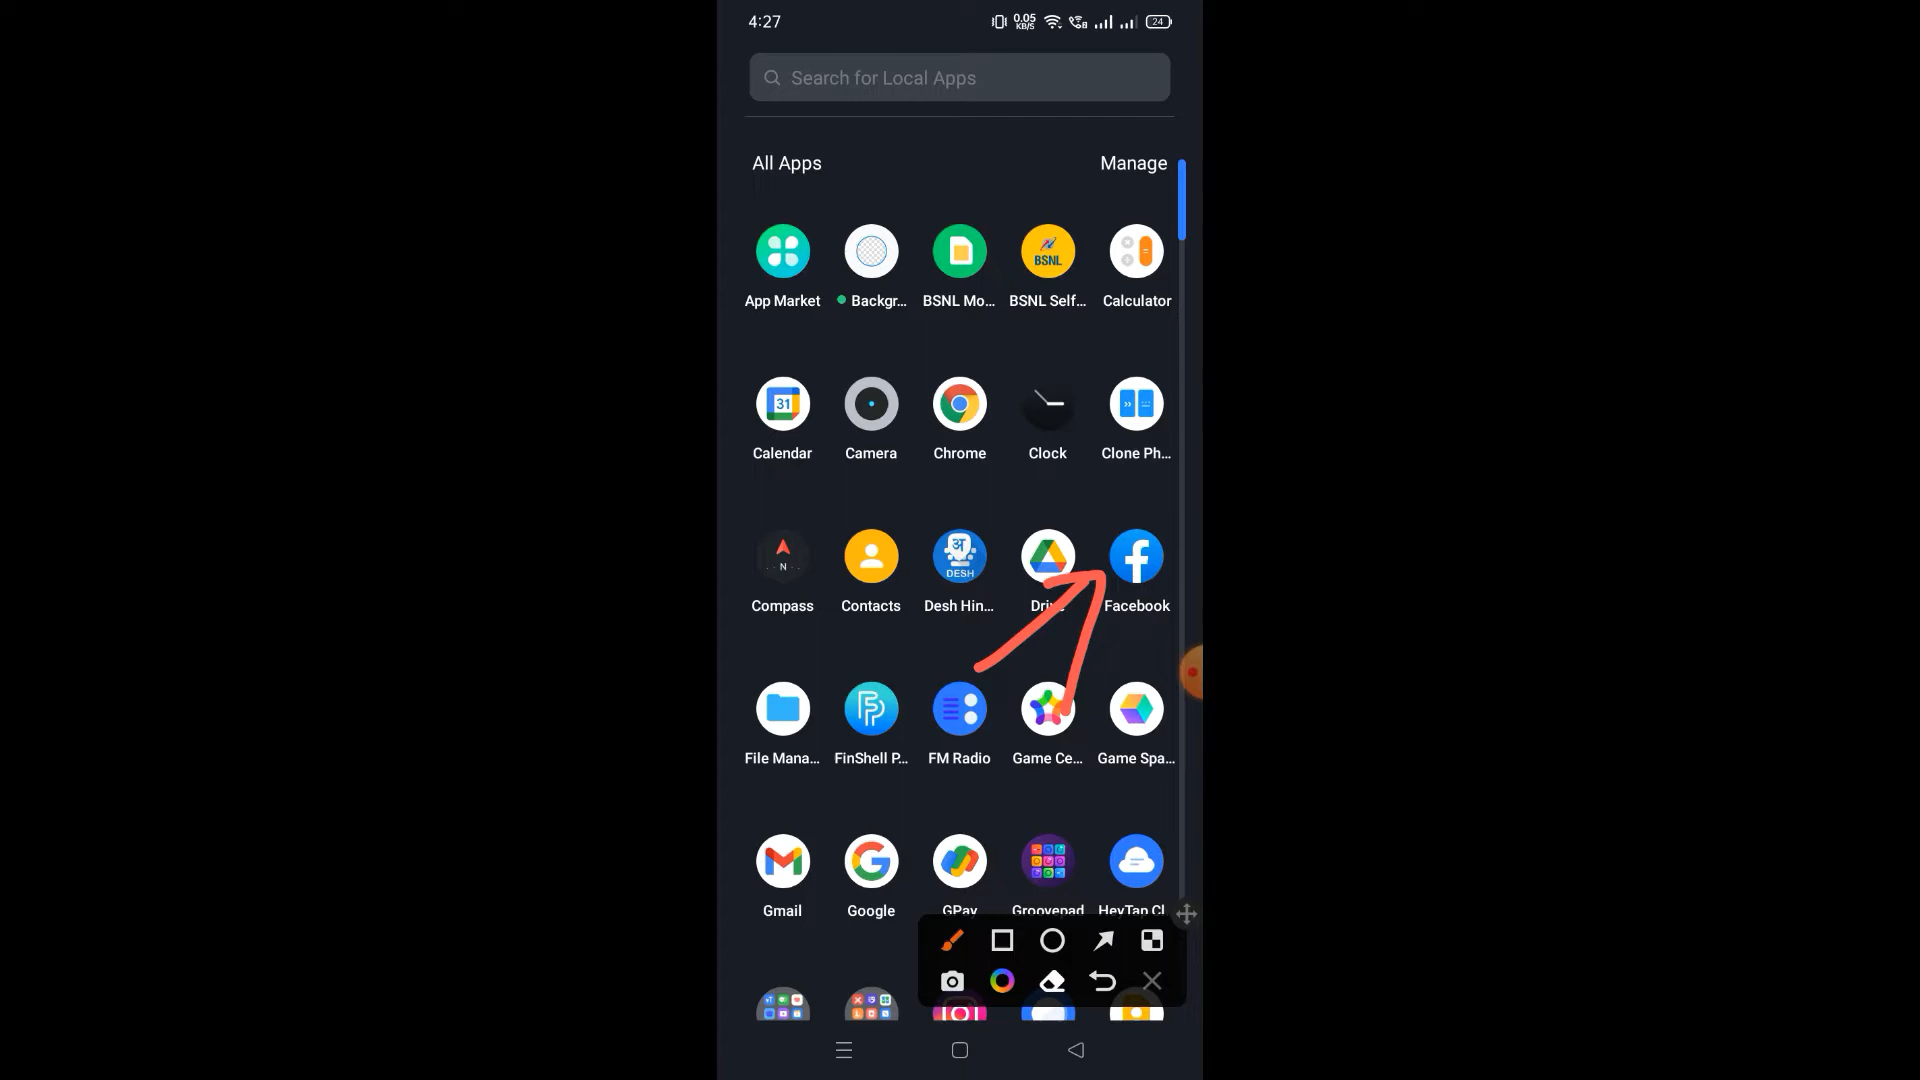 4:27 0.05 KB/S 24
Search for Local Apps
All Apps Manage
BSNL
App Market Backgr... BSNL Mo... BSNL Self... Calculator
31
Calendar Camera Chrome Clock Clone Ph...
N अ DESH
Compass Contacts Desh Hin... Drive Facebook
File Mana... FinShell P... FM Radio Game Ce... Game Spa...
Gmail Google GPay Groovepad HeyTap Cl...